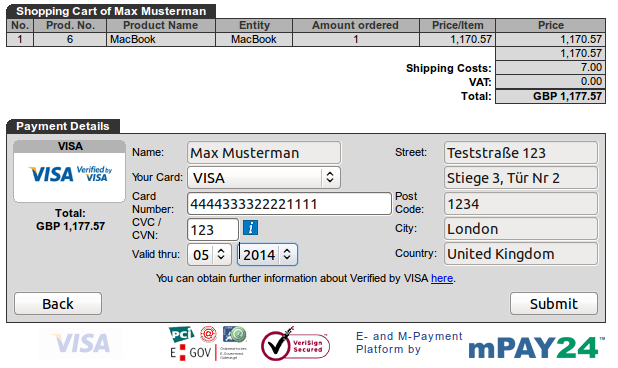 Shopping Cart of Max Musterman
No. Prod. No. Product Name Entity Amount ordered Price/Item Price
1 6 MacBook MacBook 1 1,170.57 1,170.57
1,170.57
Shipping Costs: 7.00
VAT: 0.00
Total: GBP 1,177.57
Payment Details
VISA
VISA Verified by VISA
Total:
GBP 1,177.57
Name: Max Musterman
Your Card: VISA
Card Number: 4444333322221111
CVC / CVN: 123 i
Valid thru: 05 2014
Street: Teststraße 123
Stiege 3, Tür Nr 2
Post Code: 1234
City: London
Country: United Kingdom
You can obtain further information about Verified by VISA here.
Back Submit
VISA
PCI
E GOV
VeriSign Secured
E- and M-Payment
Platform by
mPAY24™